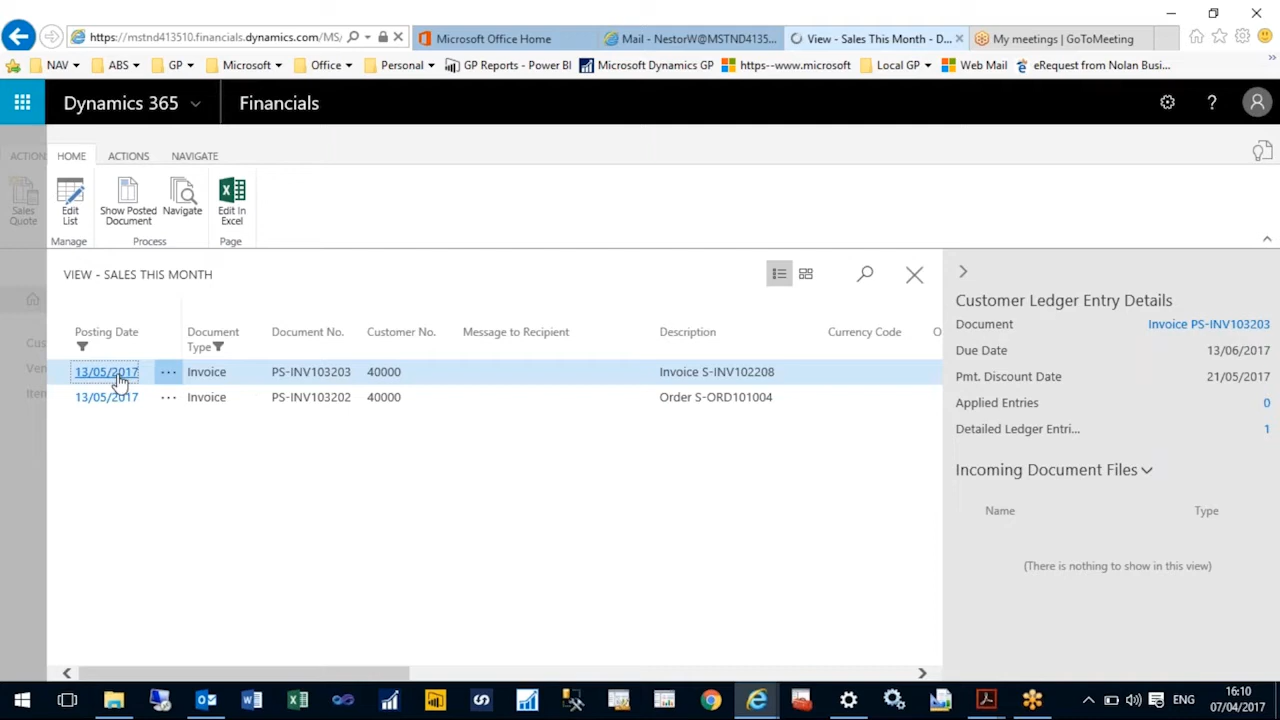 https://mstnd413510.financials.dynamics.com/MS/
Microsoft Office Home
Mail - NestorW@MSTND4135...
View - Sales This Month - D...
My meetings | GoToMeeting
NAV
ABS
GP
Microsoft
Office
Personal
GP Reports - Power BI
Microsoft Dynamics GP
https--www.microsoft
Local GP
Web Mail
eRequest from Nolan Busi...
Dynamics 365
Financials
ACTION
HOME
ACTIONS
NAVIGATE
Sales
Quote
Edit
List
Show Posted
Document
Navigate
Edit In
Excel
Manage
Process
Page
VIEW - SALES THIS MONTH
Customer Ledger Entry Details
Document Invoice PS-INV103203
Due Date 13/06/2017
Pmt. Discount Date 21/05/2017
Applied Entries 0
Detailed Ledger Entri... 1
Incoming Document Files
Name Type
(There is nothing to show in this view)
Cus
Ven
Item
Posting Date Document Type Document No. Customer No. Message to Recipient Description Currency Code O
13/05/2017 ... Invoice PS-INV103203 40000 Invoice S-INV102208
13/05/2017 ... Invoice PS-INV103202 40000 Order S-ORD101004
ENG
16:10
07/04/2017